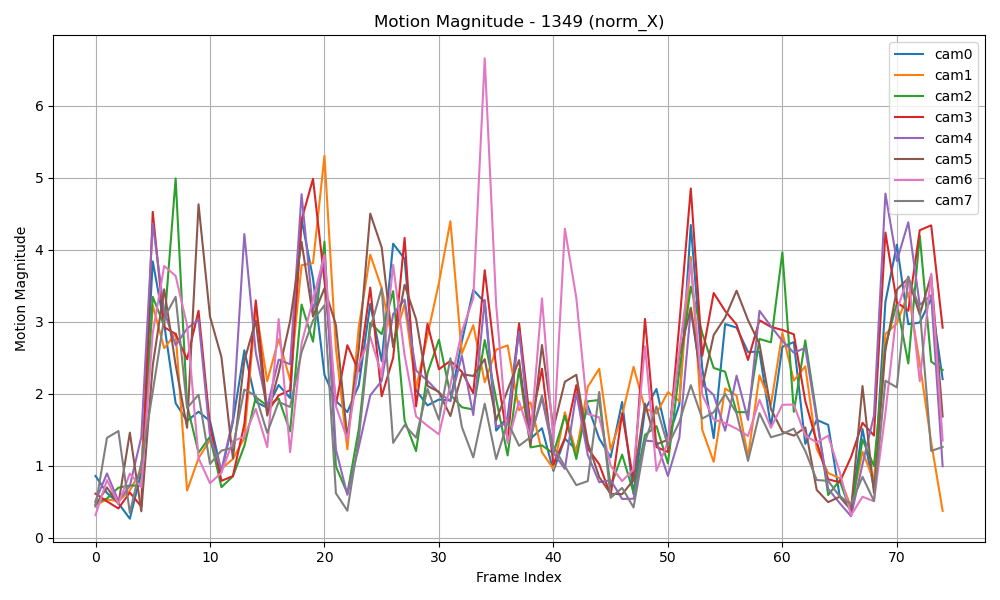 Motion Magnitude - 1349 (norm_X)
cam0
cam1
cam2
cam3
cam4
cam5
cam6
cam7
Motion Magnitude
6
5
4
3
2
1
0
0 10 20 30 40 50 60 70
Frame Index